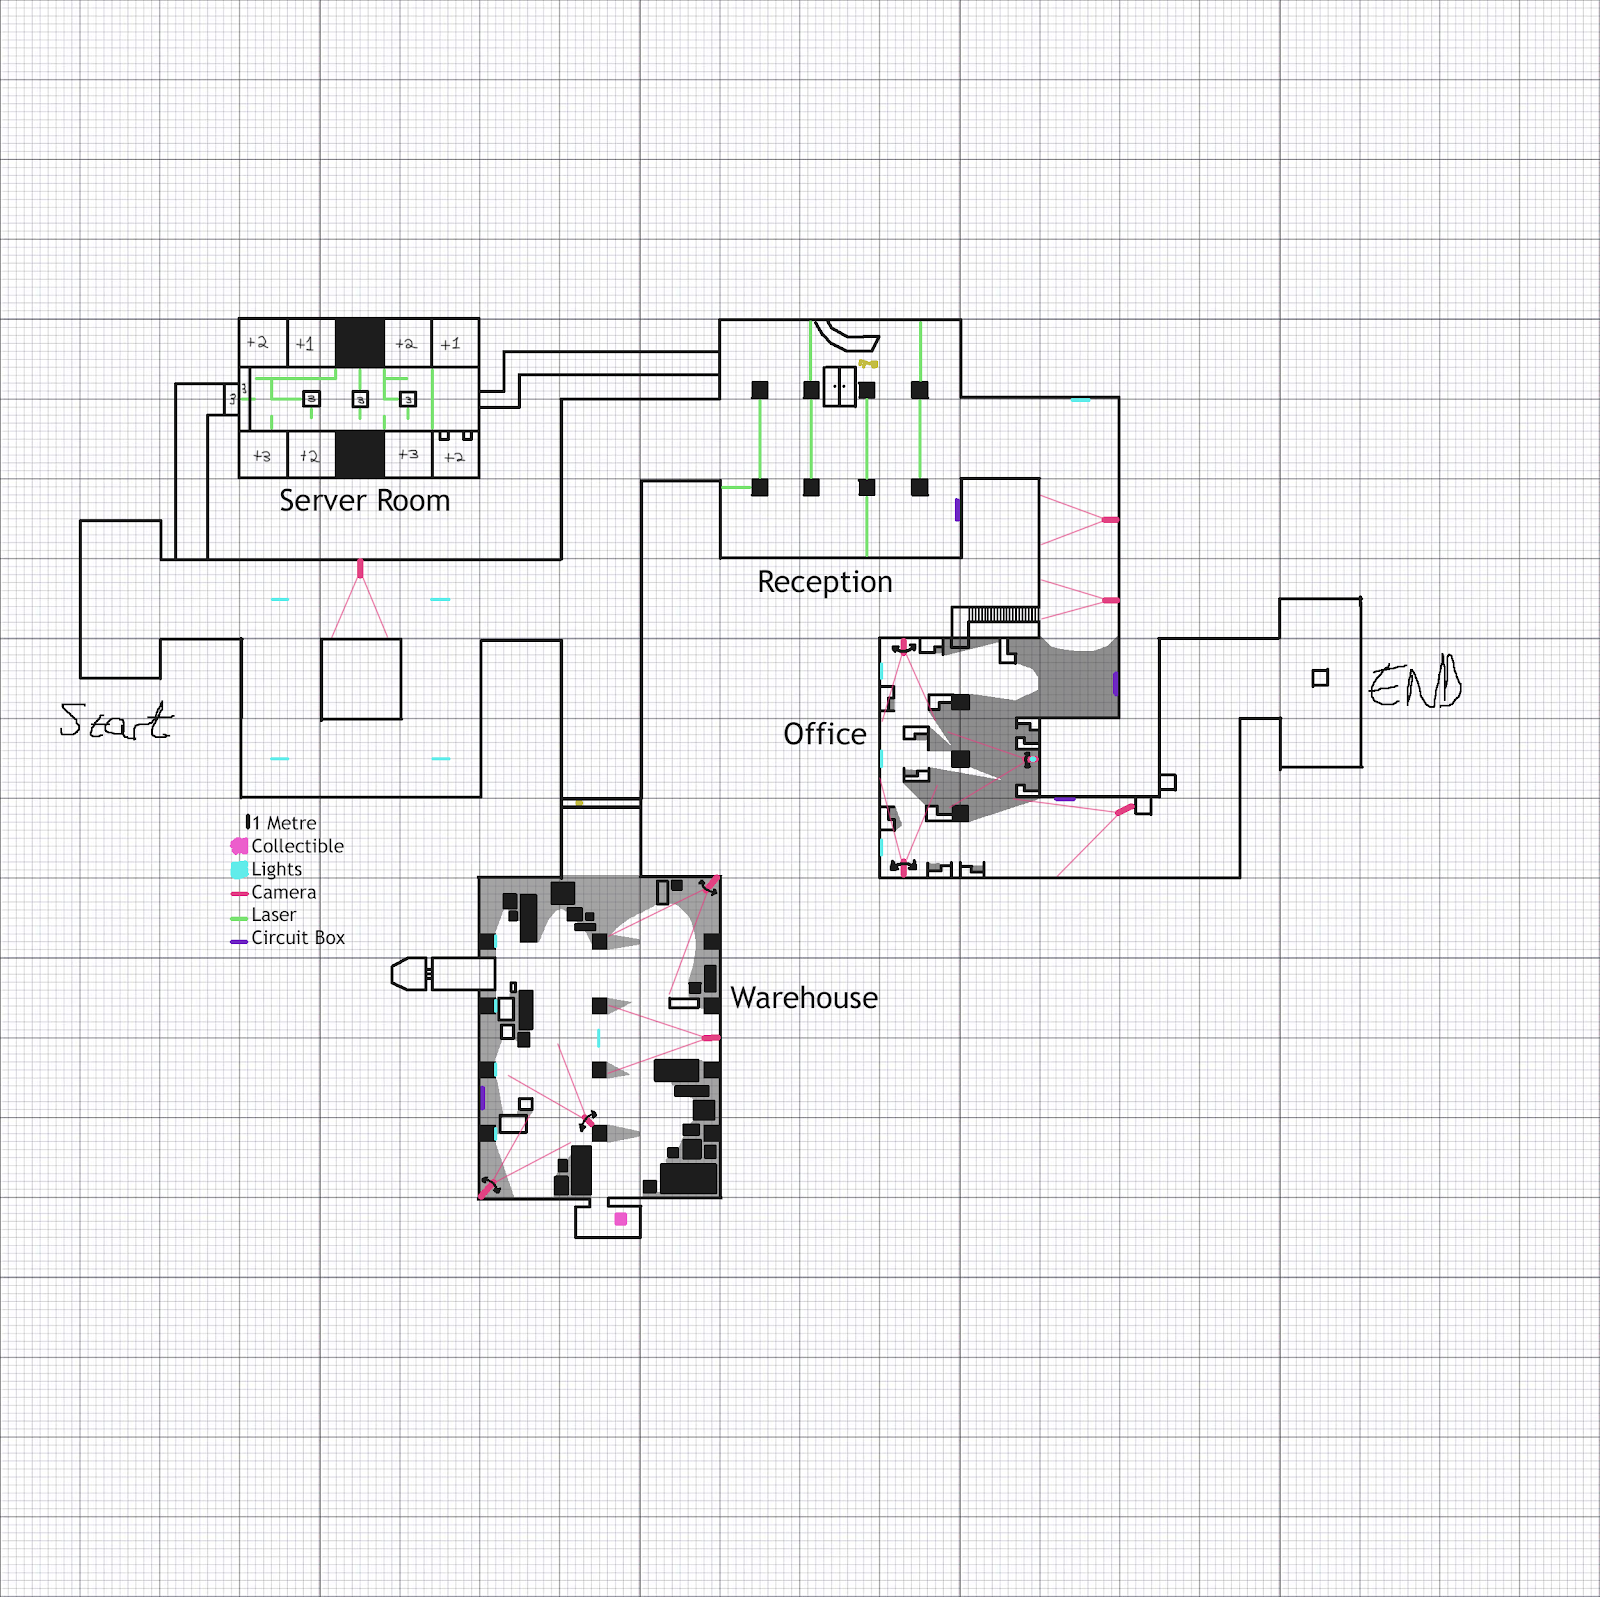 +2 +1 +2 +1
3
3 3 3 3
+3 +2 +3 +2
Server Room
Reception
Start
END
Office
1 Metre
Collectible
Lights
Camera
Laser
Circuit Box
Warehouse